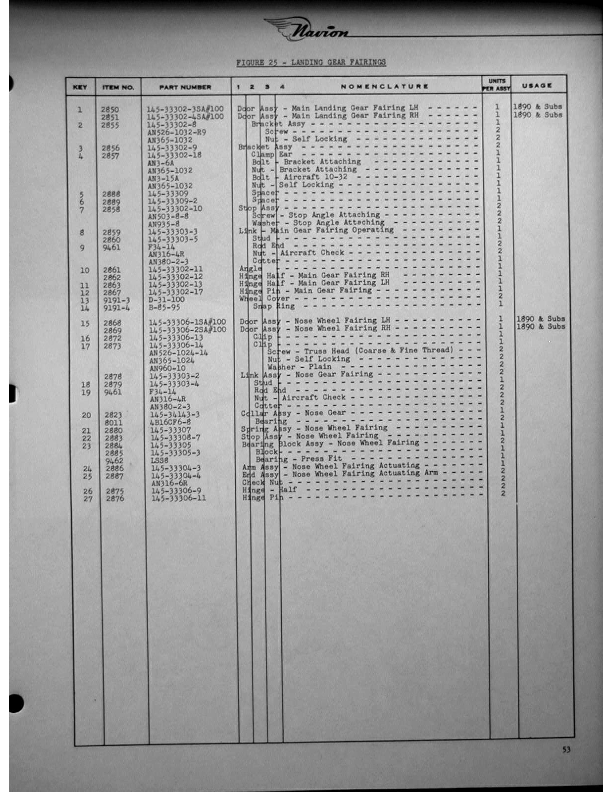 Navion
FIGURE 25 - LANDING GEAR FAIRINGS
KEY ITEM NO. PART NUMBER 1 2 3 4 NOMENCLATURE UNITS PER ASSY USAGE
1 2850 145-33302-3SA#100 Door Assy - Main Landing Gear Fairing LH 1 1890 & Subs
2851 145-33302-4SA#100 Door Assy - Main Landing Gear Fairing RH 1 1890 & Subs
2 2855 145-33302-8 Bracket Assy 1
AN526-1032-R9 Screw 2
AN365-1032 Nut - Self Locking 2
3 2856 145-33302-9 Bracket Assy 1
4 2857 145-33302-18 Clamp Ear 1
AN3-6A Bolt - Bracket Attaching 1
AN365-1032 Nut - Bracket Attaching 1
AN3-15A Bolt - Aircraft 10-32 1
AN365-1032 Nut - Self Locking 1
5 2888 145-33309 Spacer 1
6 2889 145-33309-2 Spacer 1
7 2858 145-33302-10 Stop Assy 2
AN503-8-8 Screw - Stop Angle Attaching 2
AN935-8 Washer - Stop Angle Attaching 2
8 2859 145-33303-3 Link - Main Gear Fairing Operating 1
2860 145-33303-5 Stud 1
9 9461 F34-14 Rod End 1
AN316-4R Nut - Aircraft Check 1
AN380-2-3 Cotter 1
10 2861 145-33302-11 Angle 1
2862 145-33302-12 Hinge Half - Main Gear Fairing RH 1
11 2863 145-33302-13 Hinge Half - Main Gear Fairing LH 1
12 2867 145-33302-17 Hinge Pin - Main Gear Fairing 1
13 9191-3 D-31-100 Wheel Cover 2
14 9191-4 B-85-95 Snap Ring 1
15 2868 145-33306-1SA#100 Door Assy - Nose Wheel Fairing LH 1 1890 & Subs
2869 145-33306-2SA#100 Door Assy - Nose Wheel Fairing RH 1 1890 & Subs
16 2872 145-33306-13 Clip 1
17 2873 145-33306-14 Clip 1
AN526-1024-14 Screw - Truss Head (Coarse & Fine Thread) 2
AN365-1024 Nut - Self Locking 2
AN960-10 Washer - Plain 2
2878 145-33303-2 Link Assy - Nose Gear Fairing 2
18 2879 145-33303-4 Stud 2
19 9461 F34-14 Rod End 2
AN316-4R Nut - Aircraft Check 2
AN380-2-3 Cotter 2
20 2823 145-34143-3 Collar Assy - Nose Gear 1
8011 4B16CF6-8 Bearing 2
21 2880 145-33307 Spring Assy - Nose Wheel Fairing 1
22 2883 145-33308-7 Stop Assy - Nose Wheel Fairing 1
23 2884 145-33305 Bearing Block Assy - Nose Wheel Fairing 2
2885 145-33305-3 Block 1
9462 LSS8 Bearing - Press Fit 1
24 2886 145-33304-3 Arm Assy - Nose Wheel Fairing Actuating 1
25 2887 145-33304-4 End Assy - Nose Wheel Fairing Actuating Arm 2
AN316-6R Check Nut 2
26 2875 145-33306-9 Hinge - Half 2
27 2876 145-33306-11 Hinge Pin 2
53